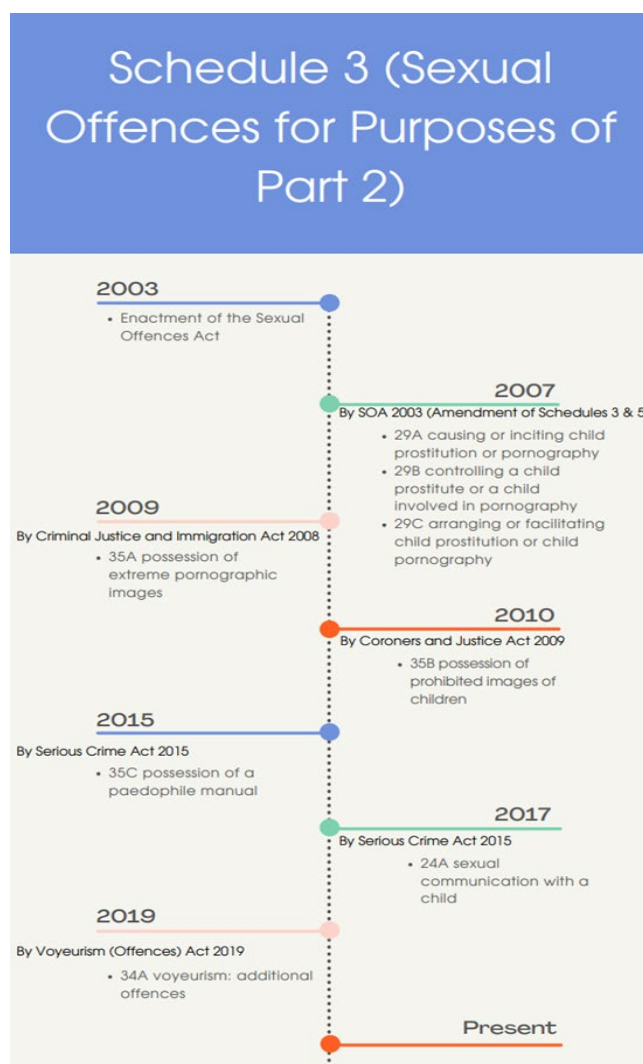 Schedule 3 (Sexual
Offences for Purposes of
Part 2)
2003
• Enactment of the Sexual
Offences Act
2007
By SOA 2003 (Amendment of Schedules 3 & 5
• 29A causing or inciting child
prostitution or pornography
• 29B controlling a child
prostitute or a child
involved in pornography
• 29C arranging or facilitating
child prostitution or child
pornography
2009
By Criminal Justice and Immigration Act 2008
• 35A possession of
extreme pornographic
images
2010
By Coroners and Justice Act 2009
• 35B possession of
prohibited images of
children
2015
By Serious Crime Act 2015
• 35C possession of a
paedophile manual
2017
By Serious Crime Act 2015
• 24A sexual
communication with a
child
2019
By Voyeurism (Offences) Act 2019
• 34A voyeurism: additional
offences
Present